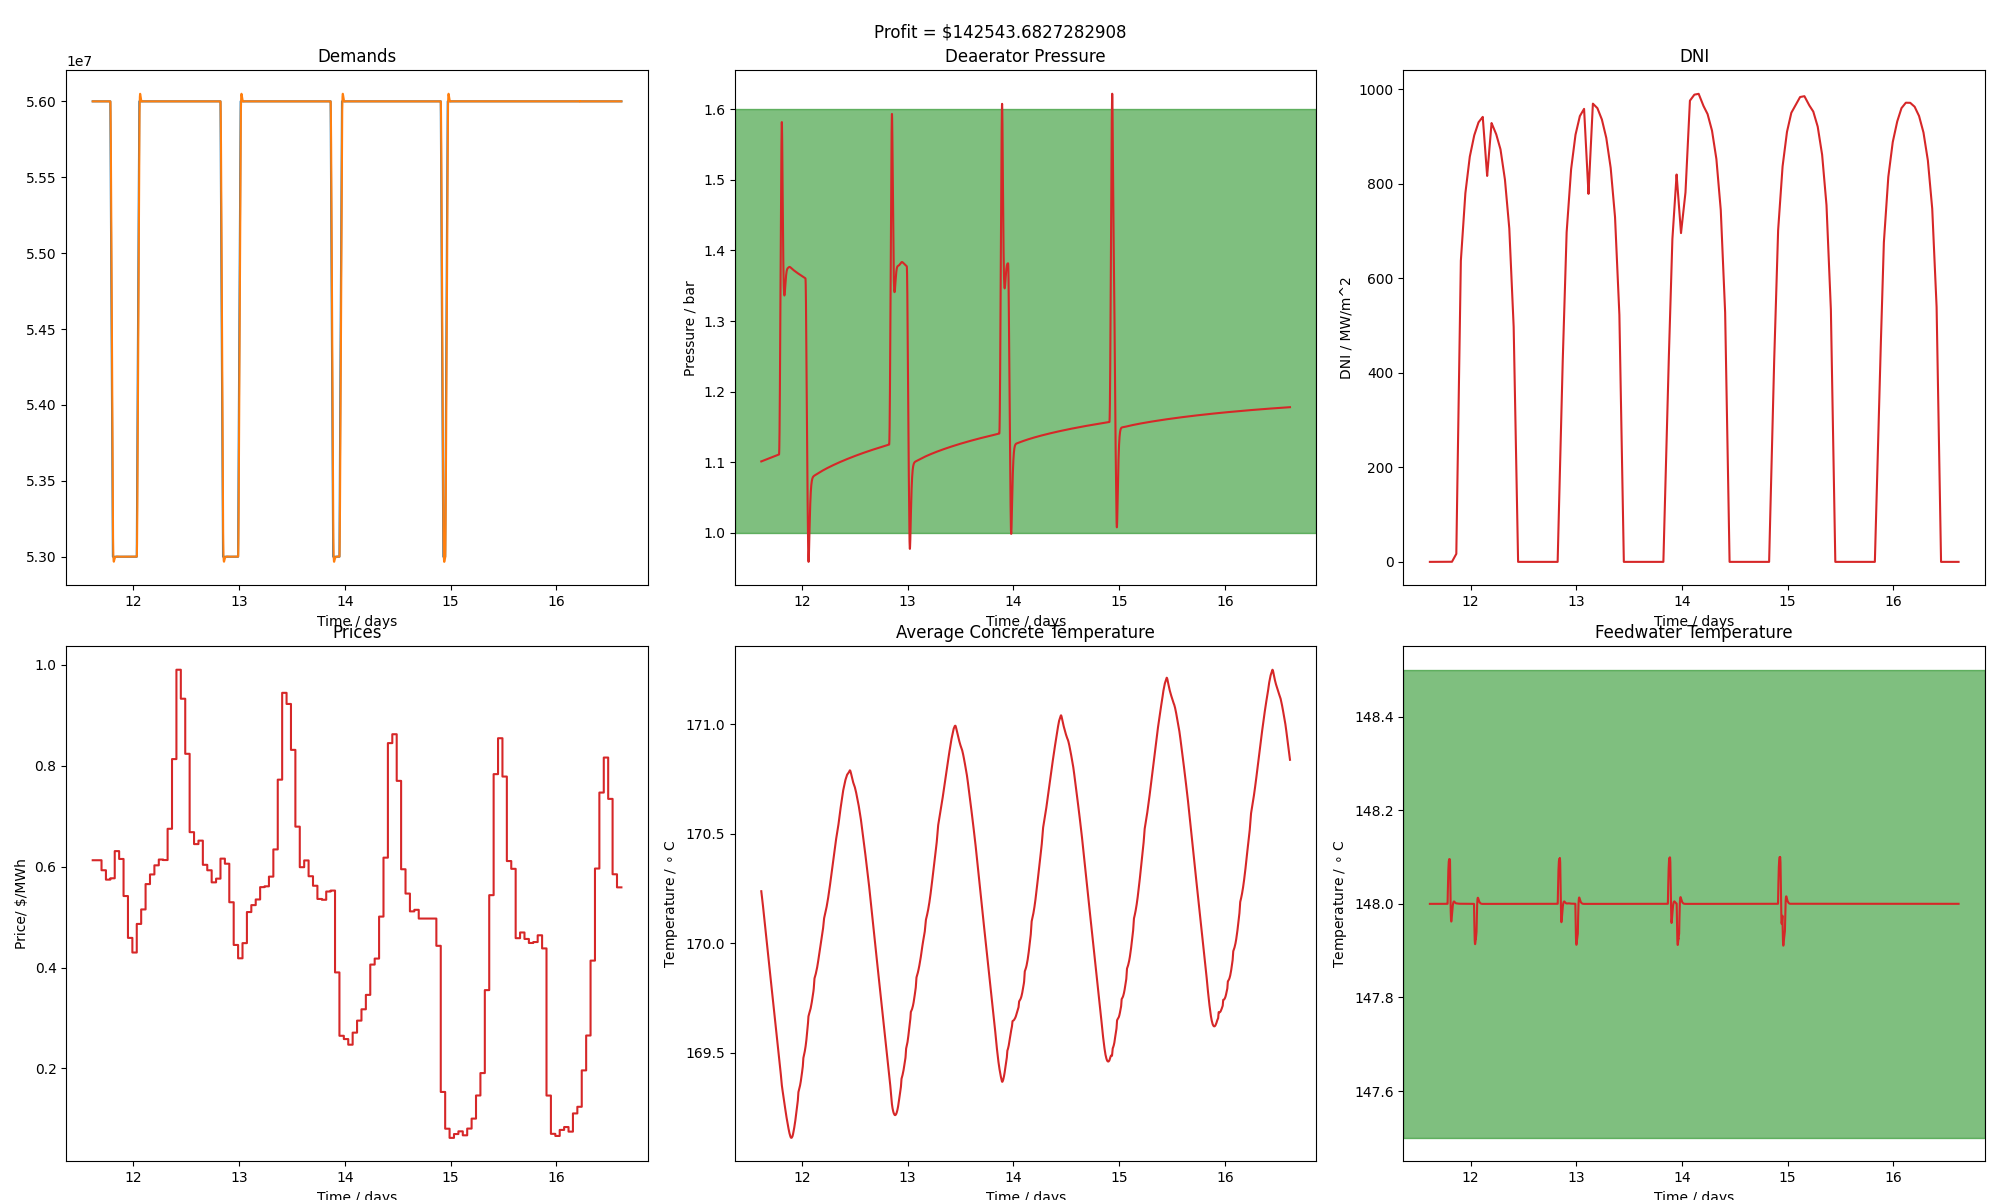 Profit = $142543.6827282908
Demands
1e7
5.60
5.55
5.50
5.45
5.40
5.35
5.30
12 13 14 15 16
Time / days
Deaerator Pressure
Pressure / bar
1.6
1.5
1.4
1.3
1.2
1.1
1.0
12 13 14 15 16
Time / days
DNI
DNI / MW/m^2
1000
800
600
400
200
0
12 13 14 15 16
Time / days
Prices
Price/ $/MWh
1.0
0.8
0.6
0.4
0.2
12 13 14 15 16
Time / days
Average Concrete Temperature
Temperature / ∘ C
171.0
170.5
170.0
169.5
12 13 14 15 16
Time / days
Feedwater Temperature
Temperature / ∘ C
148.4
148.2
148.0
147.8
147.6
12 13 14 15 16
Time / days